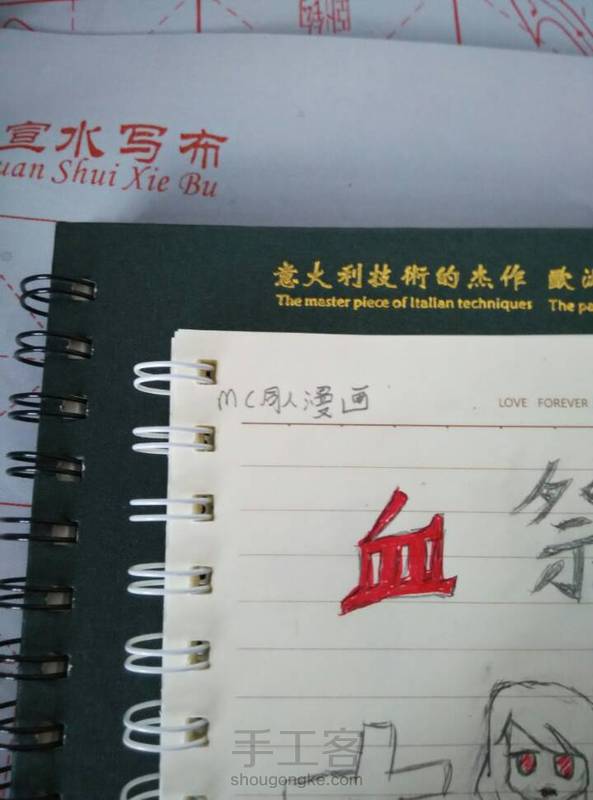 宣水写布
uan Shui Xie Bu
意大利技術的杰作 歐洲
The master piece of Italian techniques The pa
MC同人漫画
LOVE FOREVER
血祭
手工客
shougongke.com